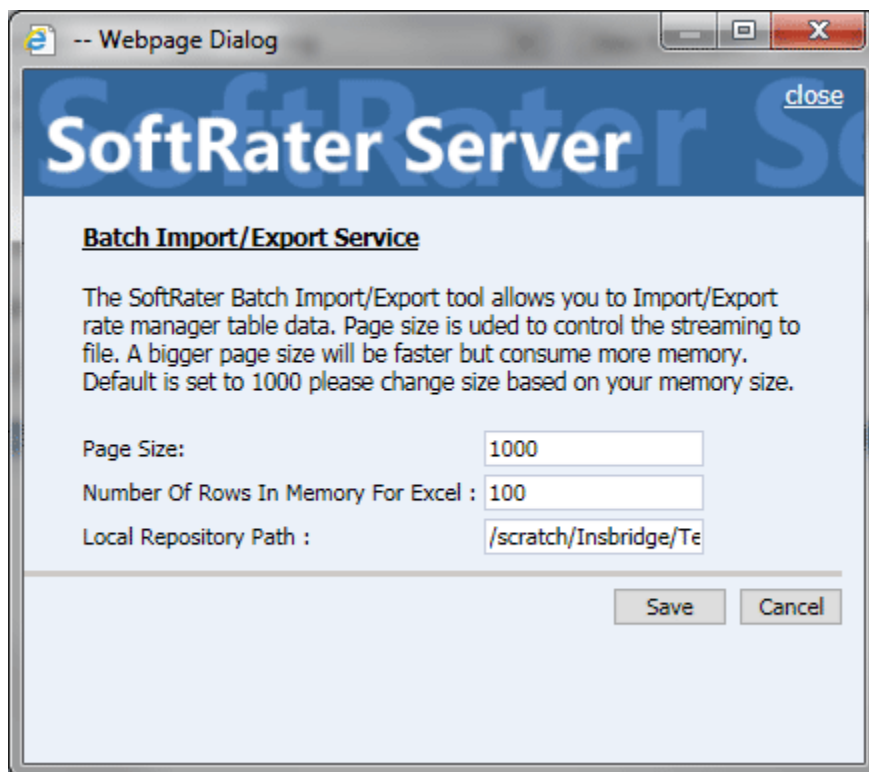 -- Webpage Dialog
close
SoftRater Server
Batch Import/Export Service
The SoftRater Batch Import/Export tool allows you to Import/Export
rate manager table data. Page size is uded to control the streaming to
file. A bigger page size will be faster but consume more memory.
Default is set to 1000 please change size based on your memory size.
Page Size: 1000
Number Of Rows In Memory For Excel : 100
Local Repository Path : /scratch/Insbridge/Te
Save Cancel